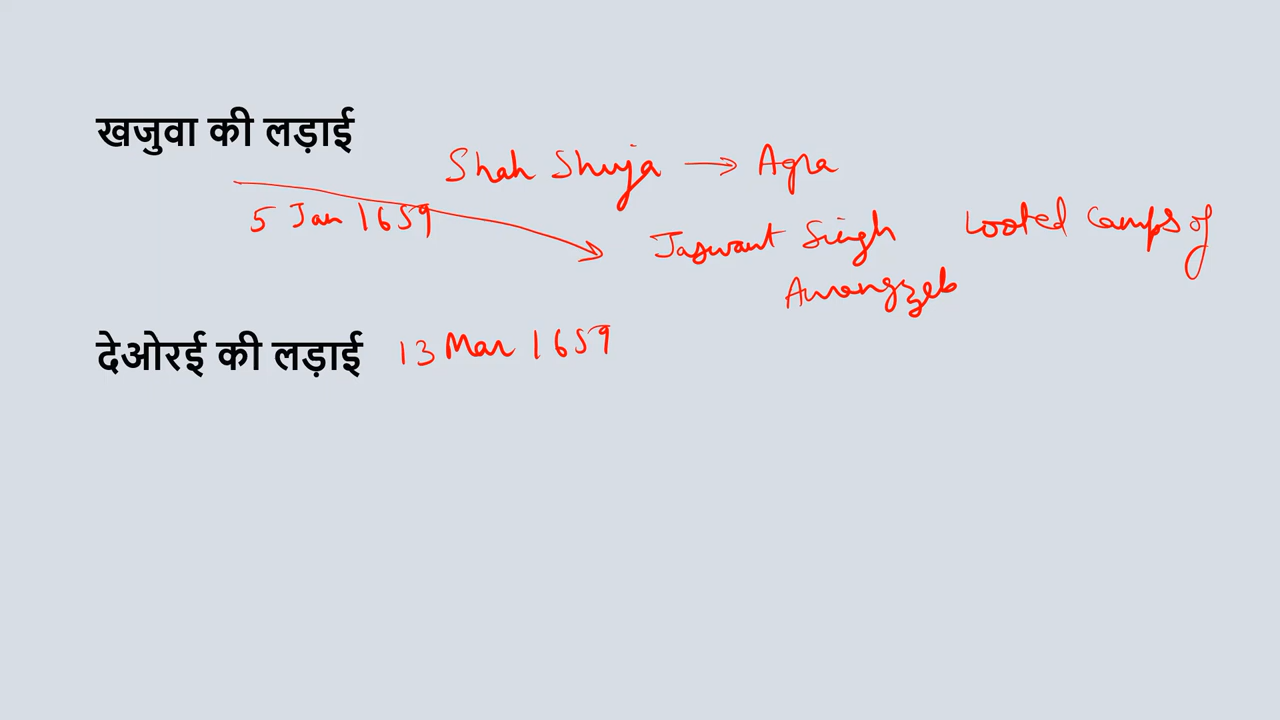 खजुवा की लड़ाई
Shah Shuja → Agra
5 Jan 1659
Jaswant Singh looted camps of
Aurangzeb
देओरई की लड़ाई 13 Mar 1659